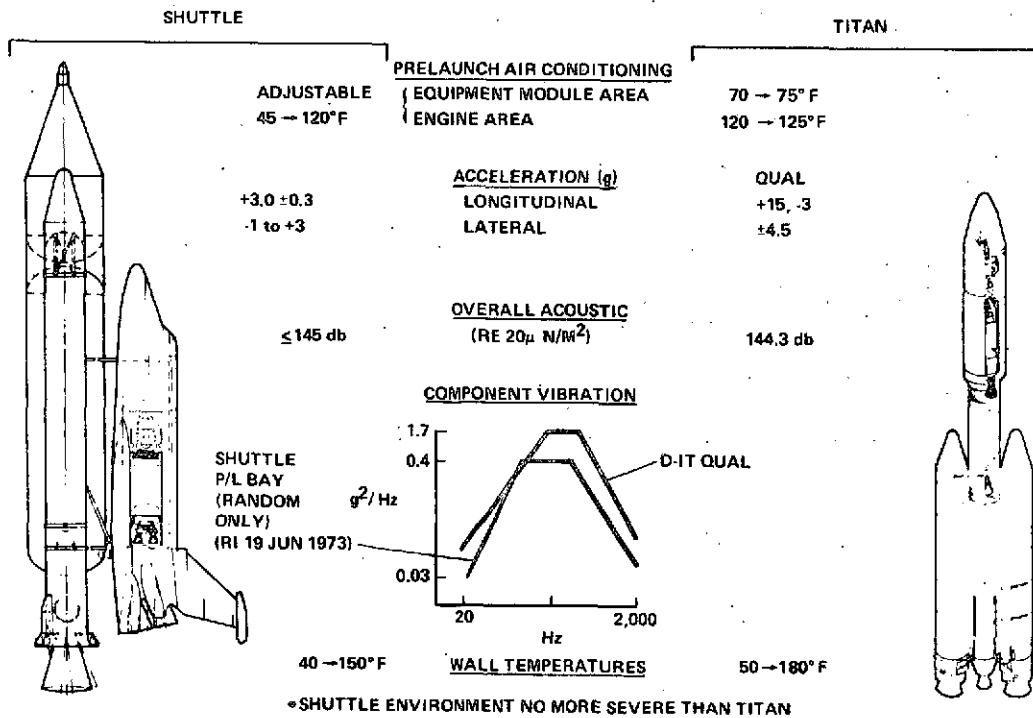 SHUTTLE
TITAN
PRELAUNCH AIR CONDITIONING
ADJUSTABLE { EQUIPMENT MODULE AREA 70 → 75°F
45 → 120°F { ENGINE AREA 120 → 125°F
ACCELERATION (g) QUAL
+3.0 ±0.3 LONGITUDINAL +15, -3
-1 to +3 LATERAL ±4.5
OVERALL ACOUSTIC
≤145 db (RE 20μ N/M²) 144.3 db
COMPONENT VIBRATION
1.7
0.4
D-IT QUAL
SHUTTLE
P/L BAY
(RANDOM g²/Hz
ONLY)
(RI 19 JUN 1973)
0.03
20 2,000
Hz
40 →150°F WALL TEMPERATURES 50→180°F
•SHUTTLE ENVIRONMENT NO MORE SEVERE THAN TITAN